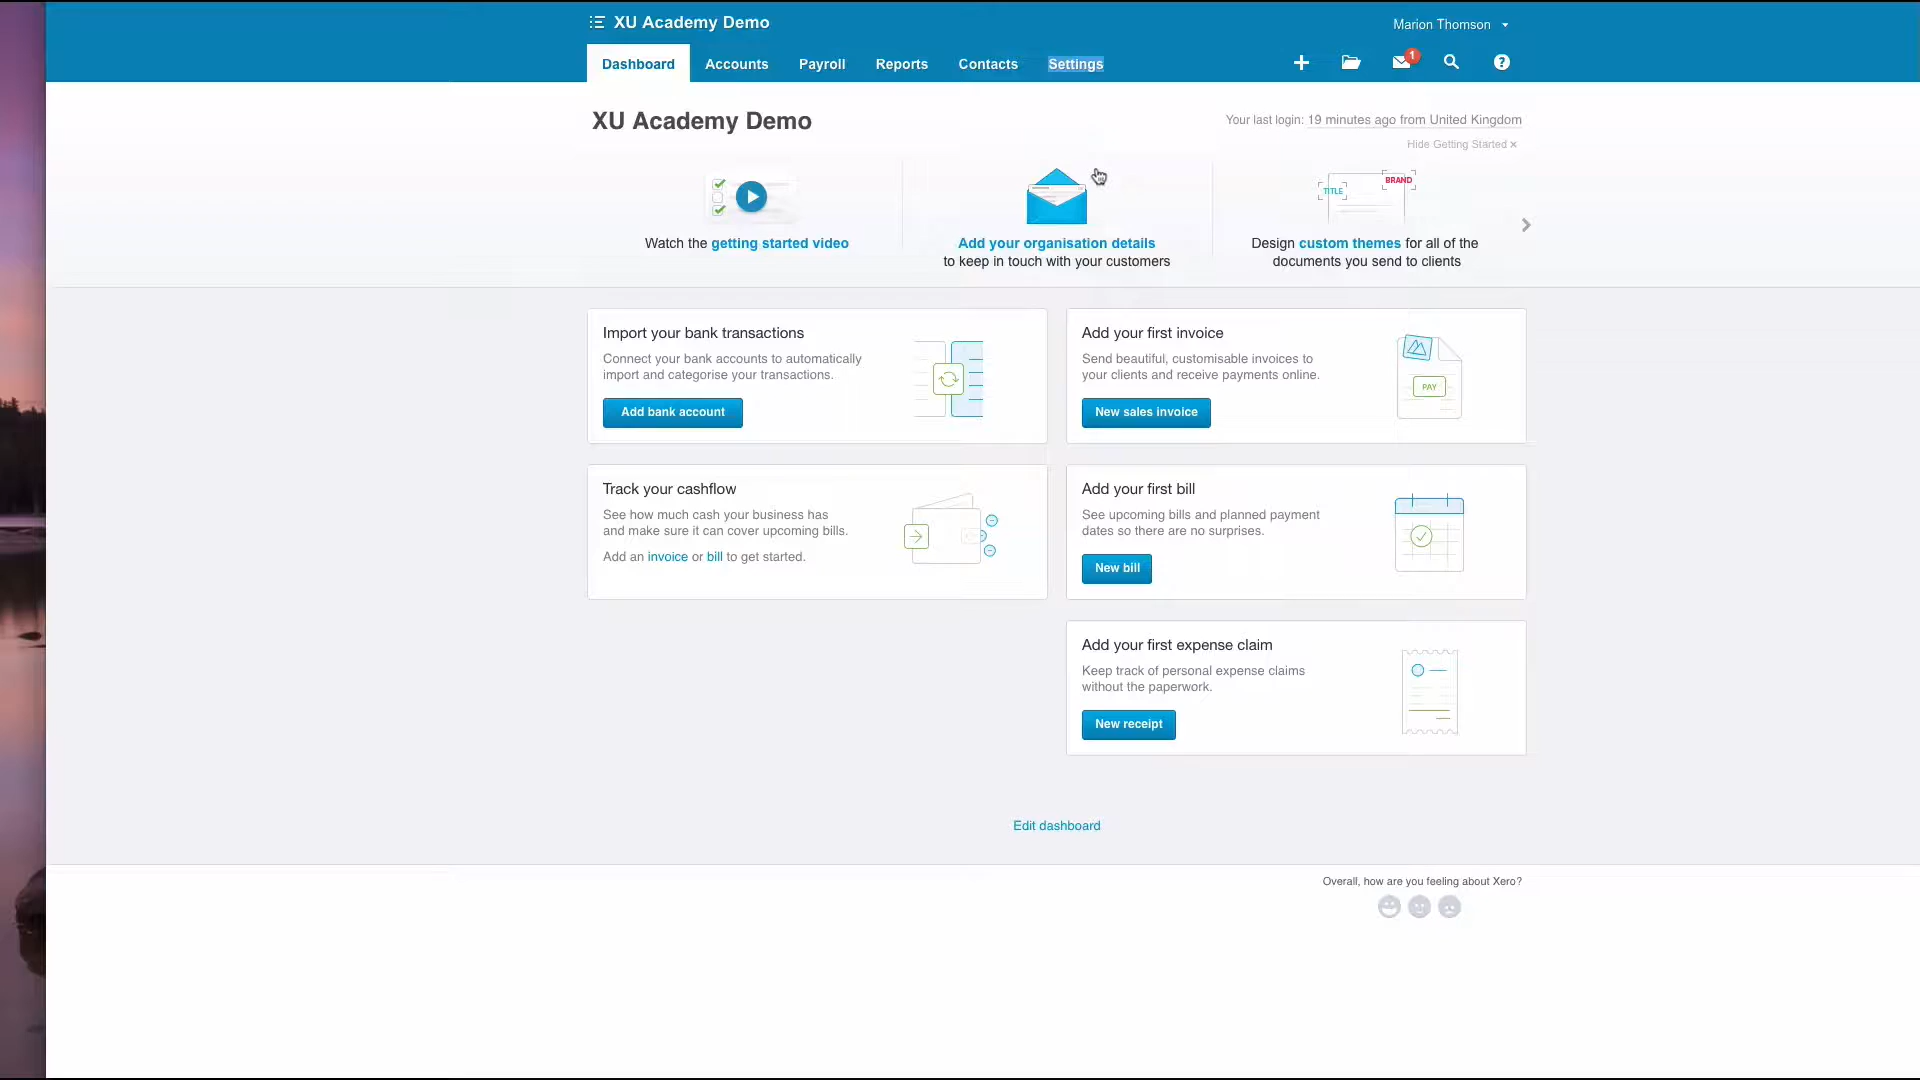 XU Academy Demo
Marion Thomson
Dashboard Accounts Payroll Reports Contacts Settings
1
XU Academy Demo
Your last login: 19 minutes ago from United Kingdom
Hide Getting Started ×
TITLE
BRAND
Watch the getting started video
Add your organisation details
to keep in touch with your customers
Design custom themes for all of the
documents you send to clients
Import your bank transactions
Connect your bank accounts to automatically
import and categorise your transactions.
Add bank account
Add your first invoice
Send beautiful, customisable invoices to
your clients and receive payments online.
New sales invoice
PAY
Track your cashflow
See how much cash your business has
and make sure it can cover upcoming bills.
Add an invoice or bill to get started.
Add your first bill
See upcoming bills and planned payment
dates so there are no surprises.
New bill
Add your first expense claim
Keep track of personal expense claims
without the paperwork.
New receipt
Edit dashboard
Overall, how are you feeling about Xero?